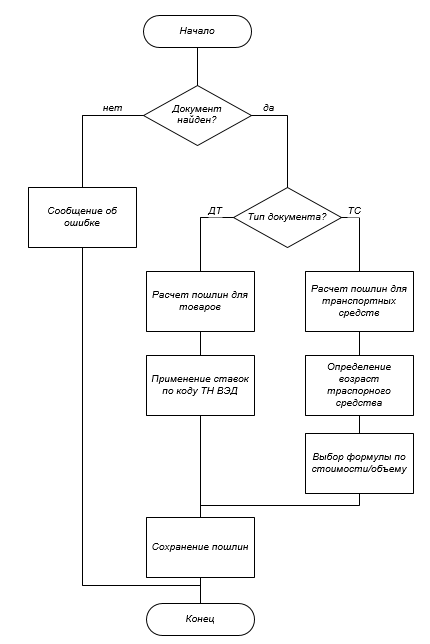 Начало
Документ
найден?
нет
да
Сообщение об
ошибке
ДТ
Тип документа?
ТС
Расчет пошлин для
товаров
Расчет пошлин для
транспортных
средств
Применение ставок
по коду ТН ВЭД
Определение
возраст
траспорного
средства
Выбор формулы по
стоимости/объему
Сохранение пошлин
Конец